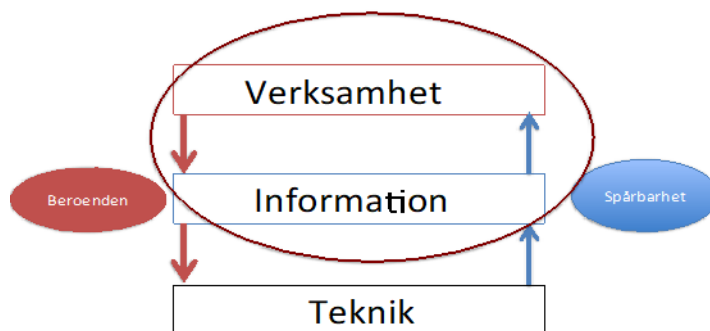 Verksamhet
Beroenden
Information
Spårbarhet
Teknik